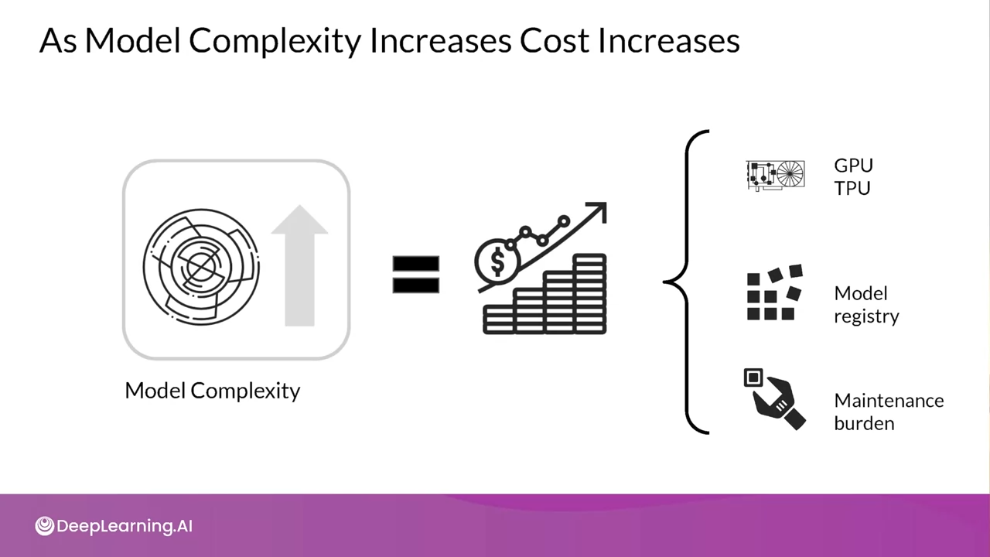 As Model Complexity Increases Cost Increases
Model Complexity
$
GPU
TPU
Model
registry
Maintenance
burden
DeepLearning.AI